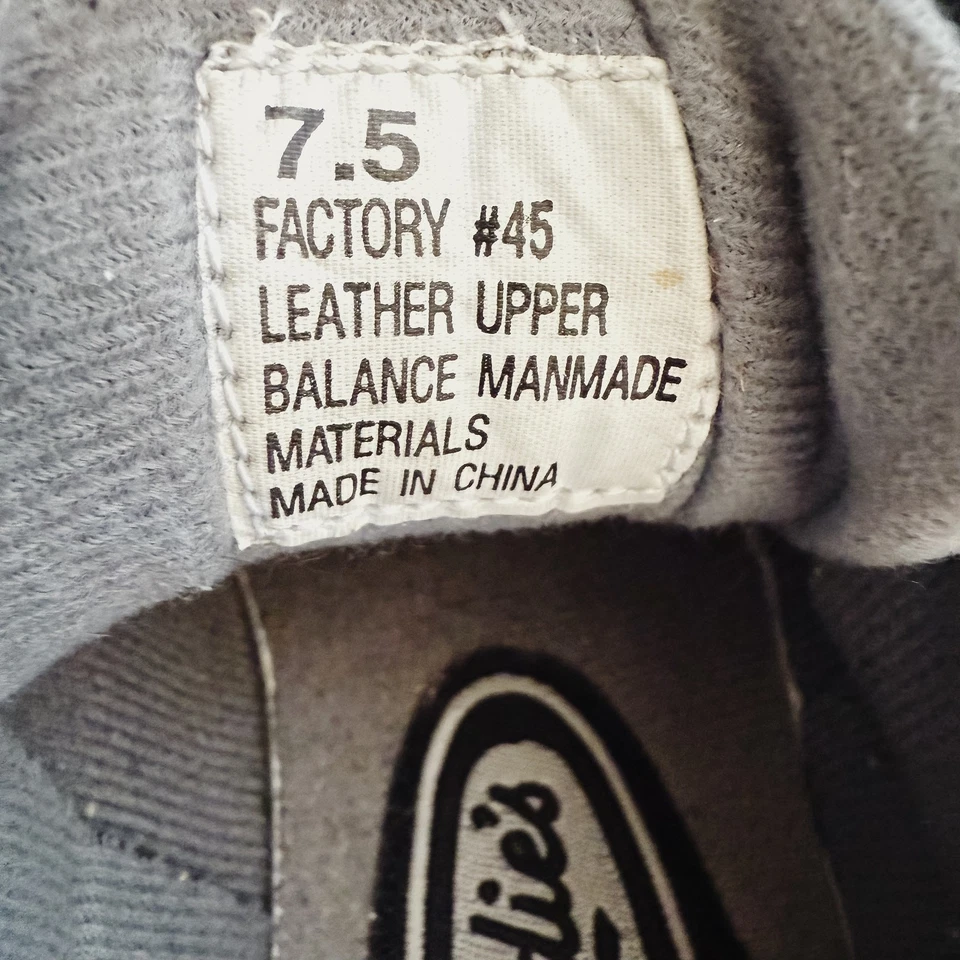 7.5
FACTORY #45
LEATHER UPPER
BALANCE MANMADE
MATERIALS
MADE IN CHINA